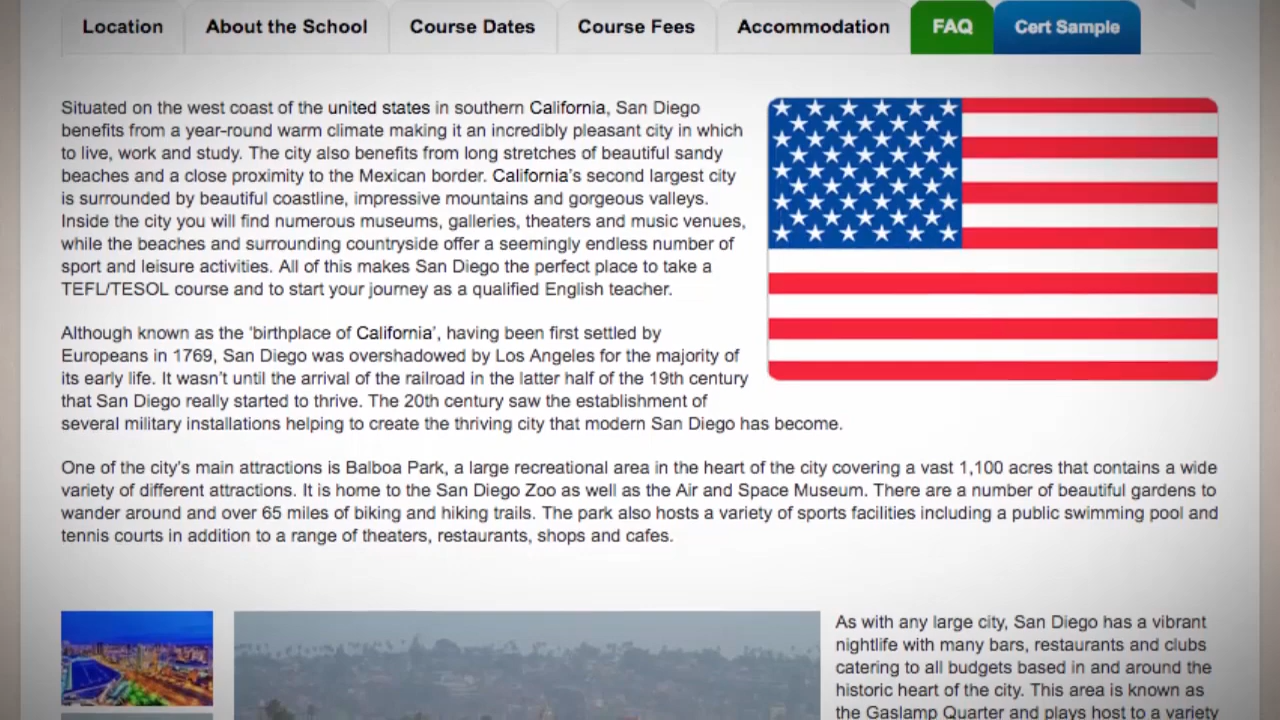 Location
About the School
Course Dates
Course Fees
Accommodation
FAQ
Cert Sample
Situated on the west coast of the united states in southern California, San Diego
benefits from a year-round warm climate making it an incredibly pleasant city in which
to live, work and study. The city also benefits from long stretches of beautiful sandy
beaches and a close proximity to the Mexican border. California's second largest city
is surrounded by beautiful coastline, impressive mountains and gorgeous valleys.
Inside the city you will find numerous museums, galleries, theaters and music venues,
while the beaches and surrounding countryside offer a seemingly endless number of
sport and leisure activities. All of this makes San Diego the perfect place to take a
TEFL/TESOL course and to start your journey as a qualified English teacher.
Although known as the 'birthplace of California', having been first settled by
Europeans in 1769, San Diego was overshadowed by Los Angeles for the majority of
its early life. It wasn't until the arrival of the railroad in the latter half of the 19th century
that San Diego really started to thrive. The 20th century saw the establishment of
several military installations helping to create the thriving city that modern San Diego has become.
One of the city's main attractions is Balboa Park, a large recreational area in the heart of the city covering a vast 1,100 acres that contains a wide
variety of different attractions. It is home to the San Diego Zoo as well as the Air and Space Museum. There are a number of beautiful gardens to
wander around and over 65 miles of biking and hiking trails. The park also hosts a variety of sports facilities including a public swimming pool and
tennis courts in addition to a range of theaters, restaurants, shops and cafes.
As with any large city, San Diego has a vibrant
nightlife with many bars, restaurants and clubs
catering to all budgets based in and around the
historic heart of the city. This area is known as
the Gaslamp Quarter and plays host to a variety